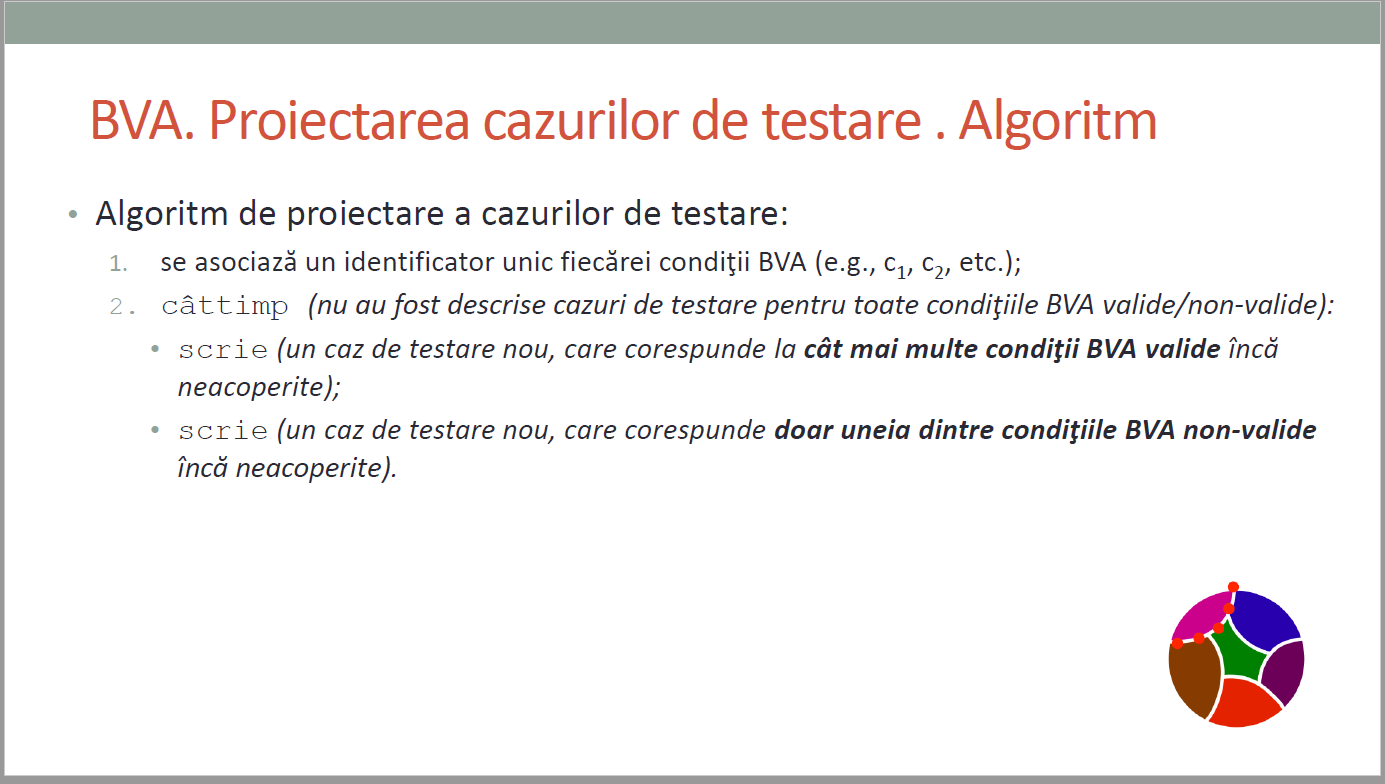 BVA. Proiectarea cazurilor de testare . Algoritm
• Algoritm de proiectare a cazurilor de testare:
1. se asociază un identificator unic fiecărei condiţii BVA (e.g., c1, c2, etc.);
2. câttimp (nu au fost descrise cazuri de testare pentru toate condiţiile BVA valide/non-valide):
• scrie (un caz de testare nou, care corespunde la cât mai multe condiţii BVA valide încă
neacoperite);
• scrie (un caz de testare nou, care corespunde doar uneia dintre condiţiile BVA non-valide
încă neacoperite).